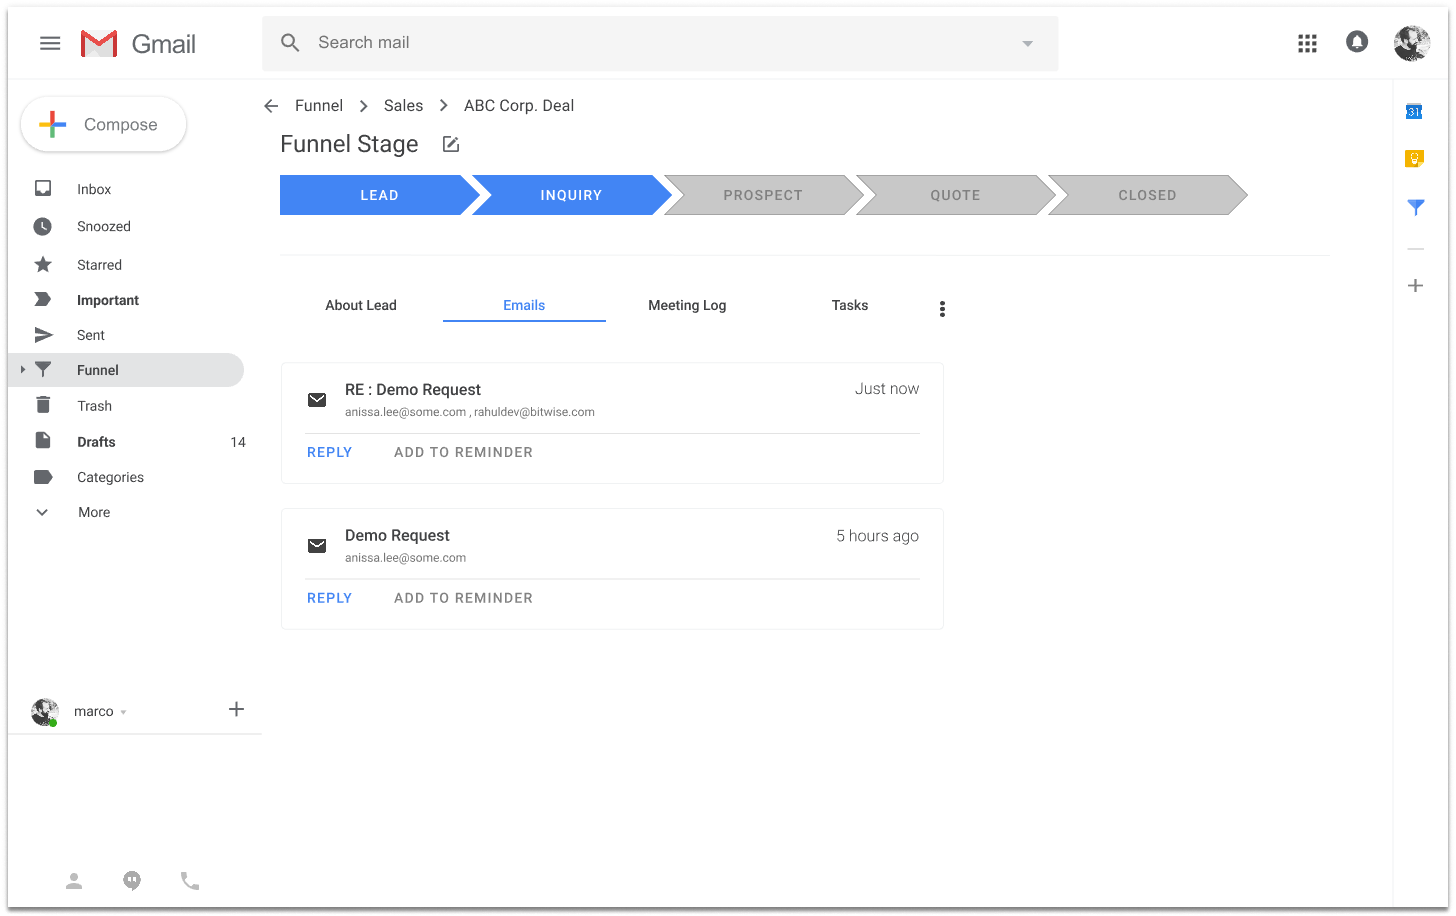 Gmail
Search mail
Compose
Inbox
Snoozed
Starred
Important
Sent
Funnel
Trash
Drafts 14
Categories
More
marco
Funnel Sales ABC Corp. Deal
Funnel Stage
LEAD INQUIRY PROSPECT QUOTE CLOSED
About Lead Emails Meeting Log Tasks
RE : Demo Request Just now
anissa.lee@some.com , rahuldev@bitwise.com
REPLY ADD TO REMINDER
Demo Request 5 hours ago
anissa.lee@some.com
REPLY ADD TO REMINDER
31